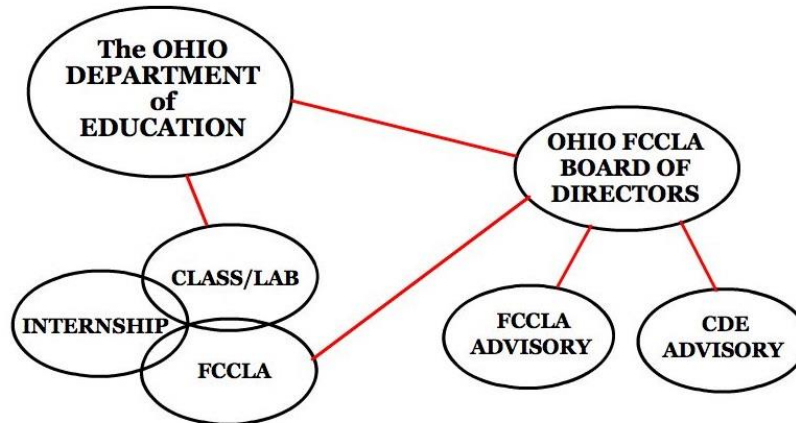 The OHIO
DEPARTMENT
of
EDUCATION
OHIO FCCLA
BOARD OF
DIRECTORS
CLASS/LAB
INTERNSHIP
FCCLA
FCCLA
ADVISORY
CDE
ADVISORY